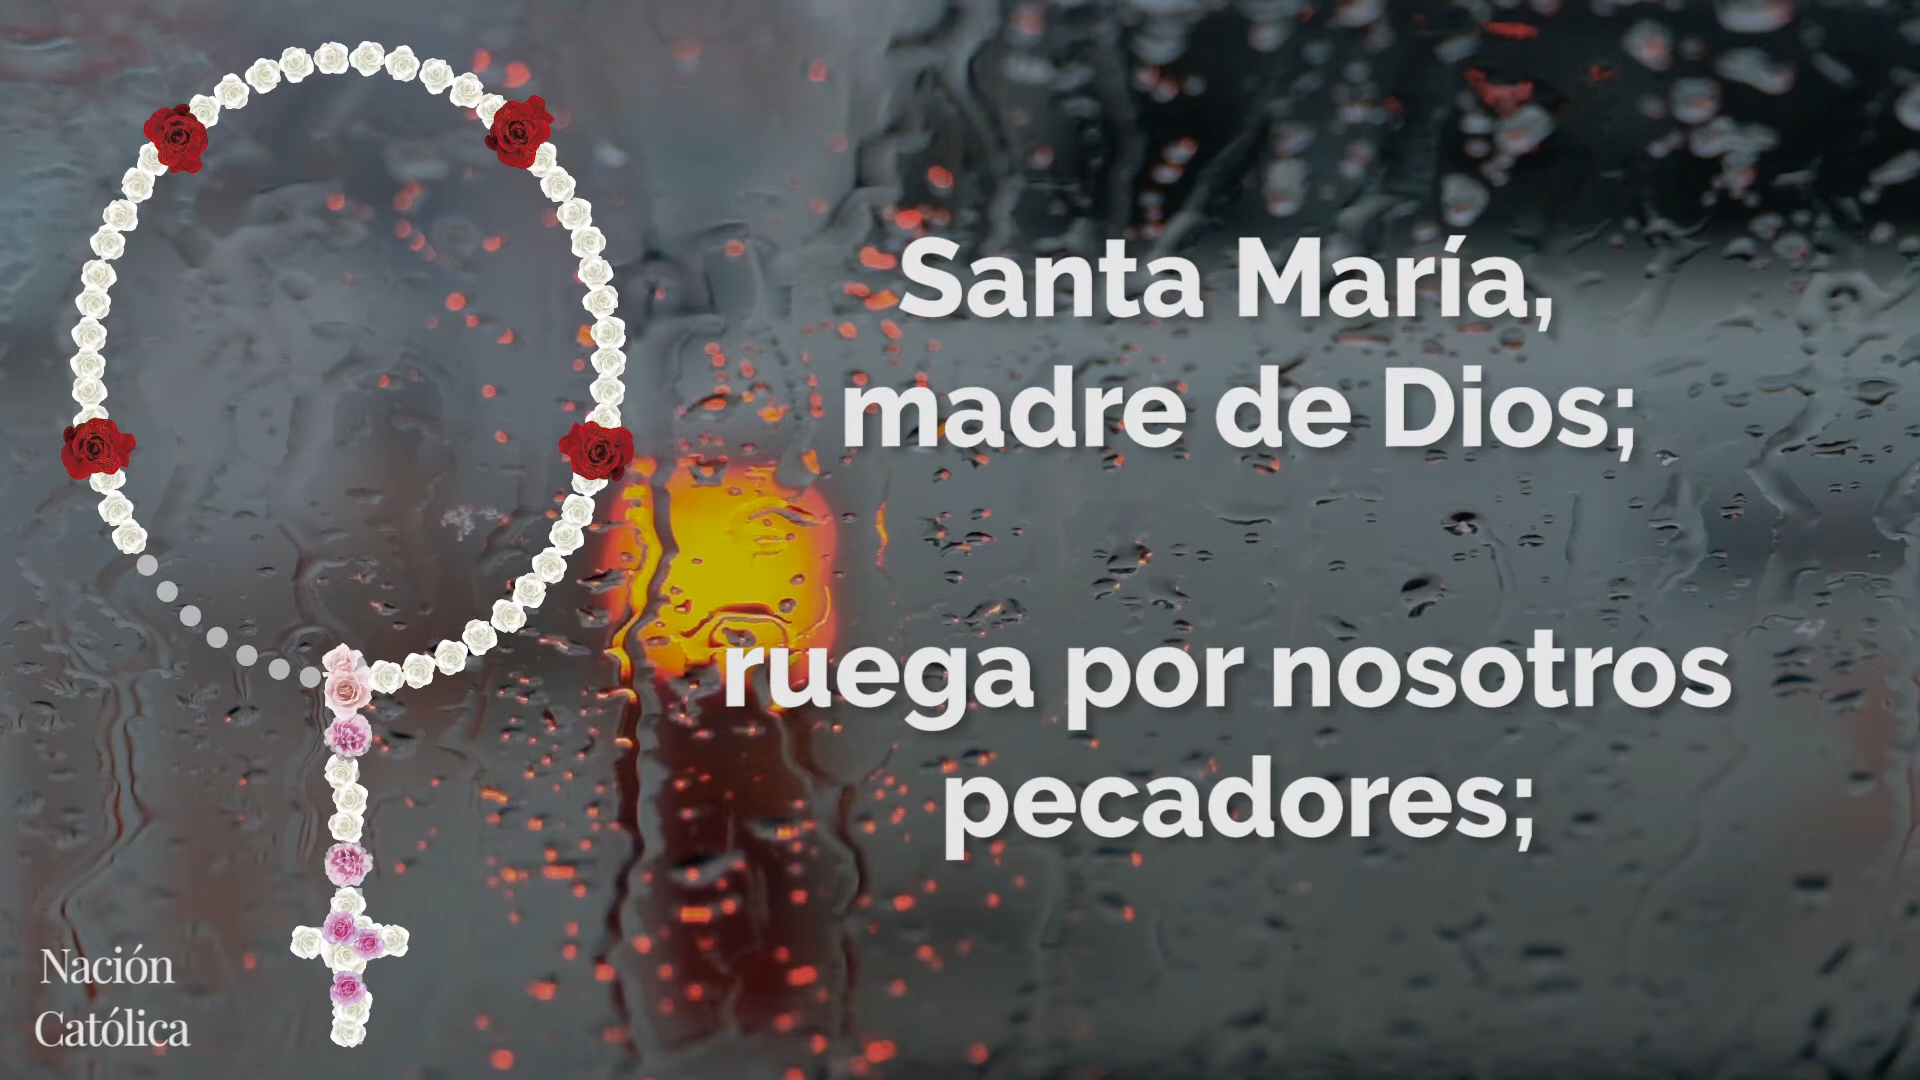 Santa María,
madre de Dios;
ruega por nosotros
pecadores;
Nación
Católica